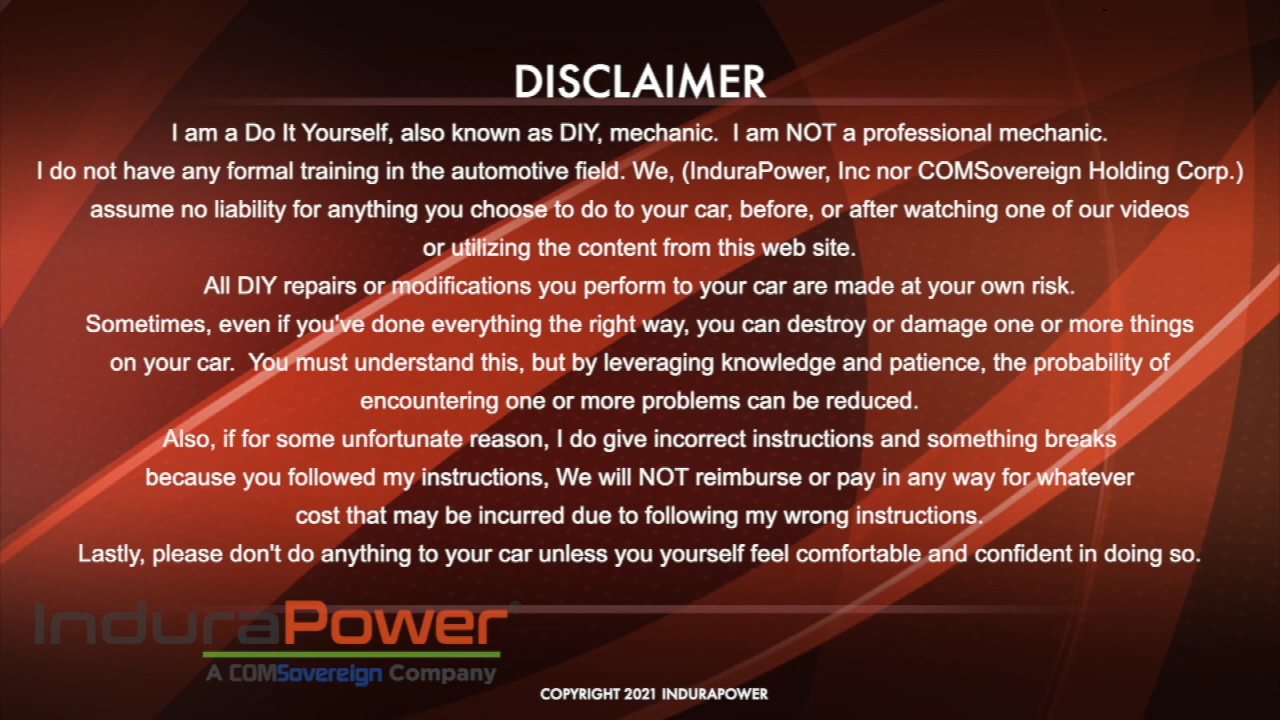 DISCLAIMER
I am a Do It Yourself, also known as DIY, mechanic.  I am NOT a professional mechanic.
I do not have any formal training in the automotive field. We, (InduraPower, Inc nor COMSovereign Holding Corp.)
assume no liability for anything you choose to do to your car, before, or after watching one of our videos
or utilizing the content from this web site.
All DIY repairs or modifications you perform to your car are made at your own risk.
Sometimes, even if you've done everything the right way, you can destroy or damage one or more things
on your car.  You must understand this, but by leveraging knowledge and patience, the probability of
encountering one or more problems can be reduced.
Also, if for some unfortunate reason, I do give incorrect instructions and something breaks
because you followed my instructions, We will NOT reimburse or pay in any way for whatever
cost that may be incurred due to following my wrong instructions.
Lastly, please don't do anything to your car unless you yourself feel comfortable and confident in doing so.
InduraPower®
A COMSovereign Company
COPYRIGHT 2021 INDURAPOWER